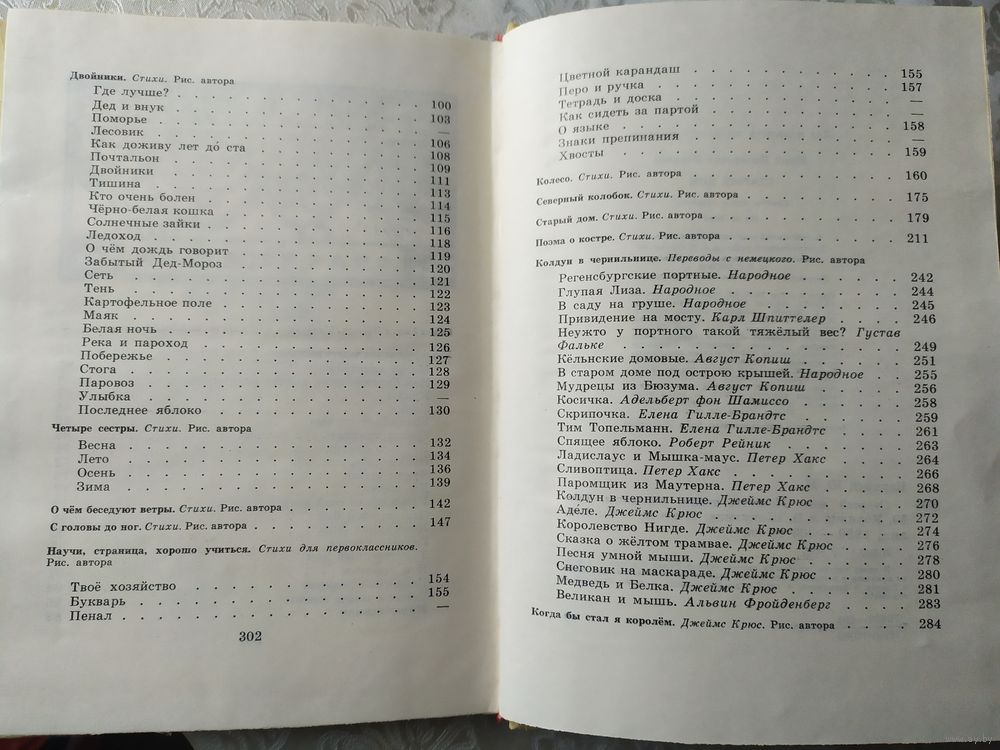 Двойники. Стихи. Рис. автора
Где лучше? . . . 100
Дед и внук . . . 103
Поморье . . . —
Лесовик . . . 106
Как доживу лет до́ ста . . . 108
Почтальон . . . 109
Двойники . . . 111
Тишина . . . 113
Кто очень болен . . . 114
Чёрно-белая кошка . . . 115
Солнечные зайки . . . 116
Ледоход . . . 118
О чём дождь говорит . . . 119
Забытый Дед-Мороз . . . 120
Сеть . . . 121
Тень . . . 122
Картофельное поле . . . 123
Маяк . . . 124
Белая ночь . . . 125
Река и пароход . . . 126
Побережье . . . 127
Стога . . . 128
Паровоз . . . 129
Улыбка . . . —
Последнее яблоко . . . 130
Четыре сестры. Стихи. Рис. автора
Весна . . . 132
Лето . . . 134
Осень . . . 136
Зима . . . 139
О чём беседуют ветры. Стихи. Рис. автора . . . 142
С головы до ног. Стихи. Рис. автора . . . 147
Научи, страница, хорошо учиться. Стихи для первоклассников.
Рис. автора
Твоё хозяйство . . . 154
Букварь . . . 155
Пенал . . . —
302
Цветной карандаш . . . 155
Перо и ручка . . . 157
Тетрадь и доска . . . —
Как сидеть за партой . . . —
О языке . . . 158
Знаки препинания . . . —
Хвосты . . . 159
Колесо. Стихи. Рис. автора . . . 160
Северный колобок. Стихи. Рис. автора . . . 175
Старый дом. Стихи. Рис. автора . . . 179
Поэма о костре. Стихи. Рис. автора . . . 211
Колдун в чернильнице. Переводы с немецкого. Рис. автора
Регенсбургские портные. Народное . . . 242
Глупая Лиза. Народное . . . 244
В саду на груше. Народное . . . 245
Привидение на мосту. Карл Шпиттелер . . . 246
Неужто у портного такой тяжёлый вес? Густав
Фальке . . . 249
Кёльнские домовые. Август Копиш . . . 251
В старом доме под острою крышей. Народное . . . 255
Мудрецы из Бюзума. Август Копиш . . . 256
Косичка. Адельберт фон Шамиссо . . . 258
Скрипочка. Елена Гилле-Брандтс . . . 259
Тим Топельманн. Елена Гилле-Брандтс . . . 261
Спящее яблоко. Роберт Рейник . . . 263
Ладислаус и Мышка-маус. Петер Хакс . . . 264
Сливоптица. Петер Хакс . . . 266
Паромщик из Маутерна. Петер Хакс . . . 268
Колдун в чернильнице. Джеймс Крюс . . . 270
Аделе. Джеймс Крюс . . . 272
Королевство Нигде. Джеймс Крюс . . . 274
Сказка о жёлтом трамвае. Джеймс Крюс . . . 276
Песня умной мыши. Джеймс Крюс . . . 278
Снеговик на маскараде. Джеймс Крюс . . . 280
Медведь и Белка. Джеймс Крюс . . . 281
Великан и мышь. Альвин Фройденберг . . . 283
Когда бы стал я королём. Джеймс Крюс. Рис. автора . . . 284
www.ay.by